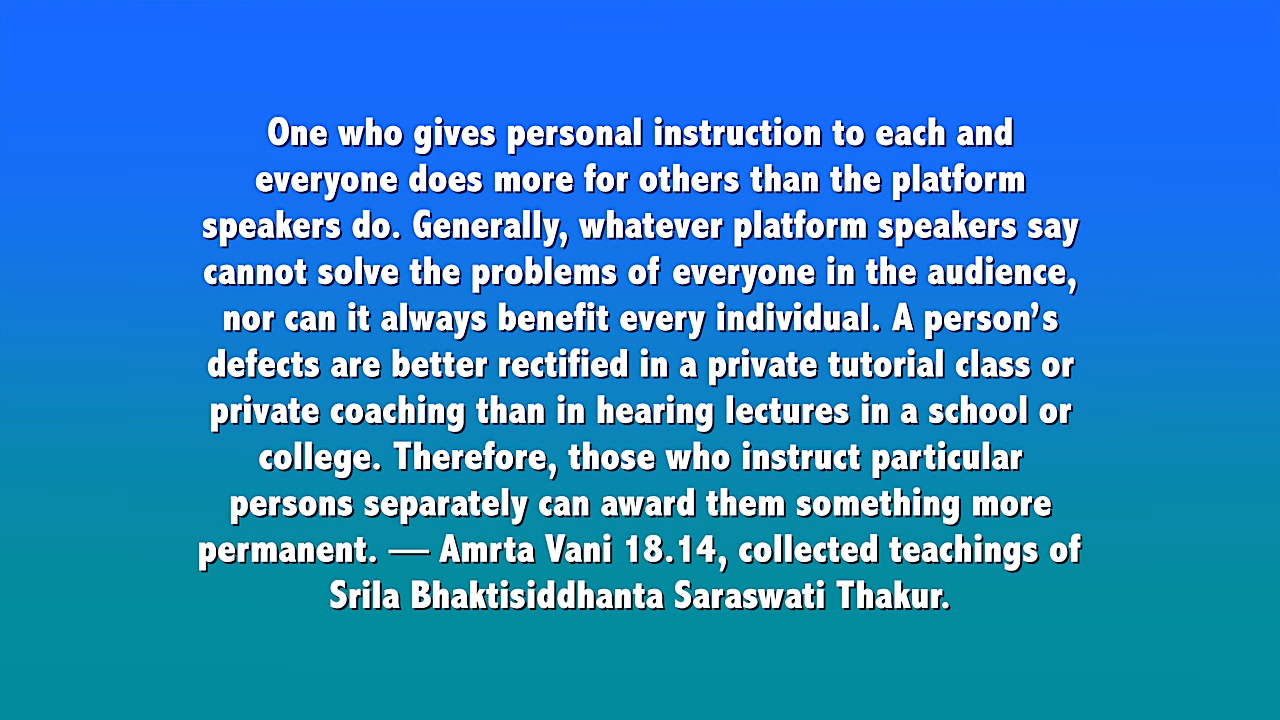 One who gives personal instruction to each and
everyone does more for others than the platform
speakers do. Generally, whatever platform speakers say
cannot solve the problems of everyone in the audience,
nor can it always benefit every individual. A person’s
defects are better rectified in a private tutorial class or
private coaching than in hearing lectures in a school or
college. Therefore, those who instruct particular
persons separately can award them something more
permanent. — Amrta Vani 18.14, collected teachings of
Srila Bhaktisiddhanta Saraswati Thakur.